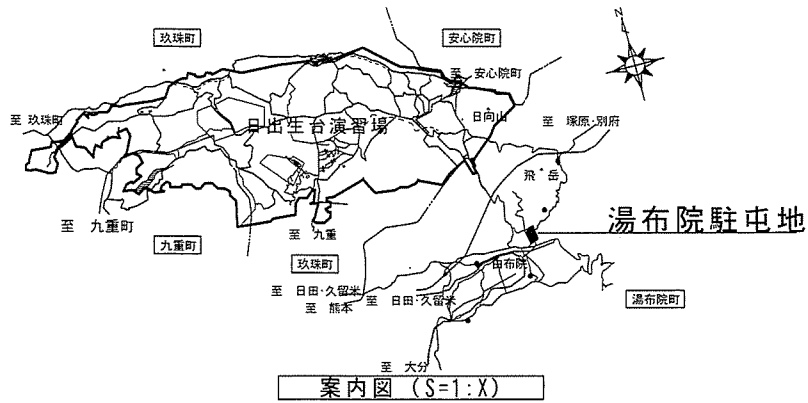 N
玖珠町
安心院町
至 安心院町
至 玖珠町
日出生台演習場
日向山
至 塚原・別府
飛岳
至 九重町
湯布院駐屯地
至 九重
九重町
玖珠町
由布院
至 日田・久留米
至 日田・久留米
湯布院町
至 熊本
至 大分
案内図 (S=1:X)